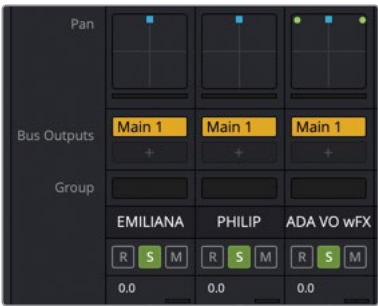 Pan
Bus Outputs Main 1 Main 1 Main 1
+ + +
Group
EMILIANA PHILIP ADA VO wFX
R S M R S M R S M
0.0 0.0 0.0